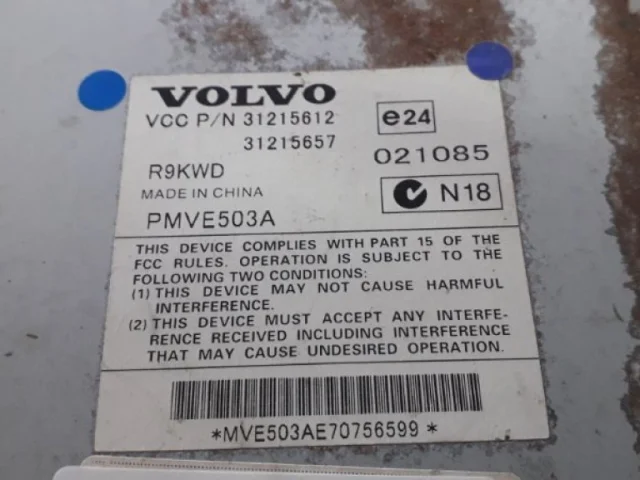 VOLVO
VCC P/N 31215612
31215657
e24
021085
R9KWD
MADE IN CHINA
N18
PMVE503A
THIS DEVICE COMPLIES WITH PART 15 OF THE
FCC RULES. OPERATION IS SUBJECT TO THE
FOLLOWING TWO CONDITIONS:
(1) THIS DEVICE MAY NOT CAUSE HARMFUL
INTERFERENCE.
(2) THIS DEVICE MUST ACCEPT ANY INTERFE-
RENCE RECEIVED INCLUDING INTERFERENCE
THAT MAY CAUSE UNDESIRED OPERATION.
*MVE503AE70756599*